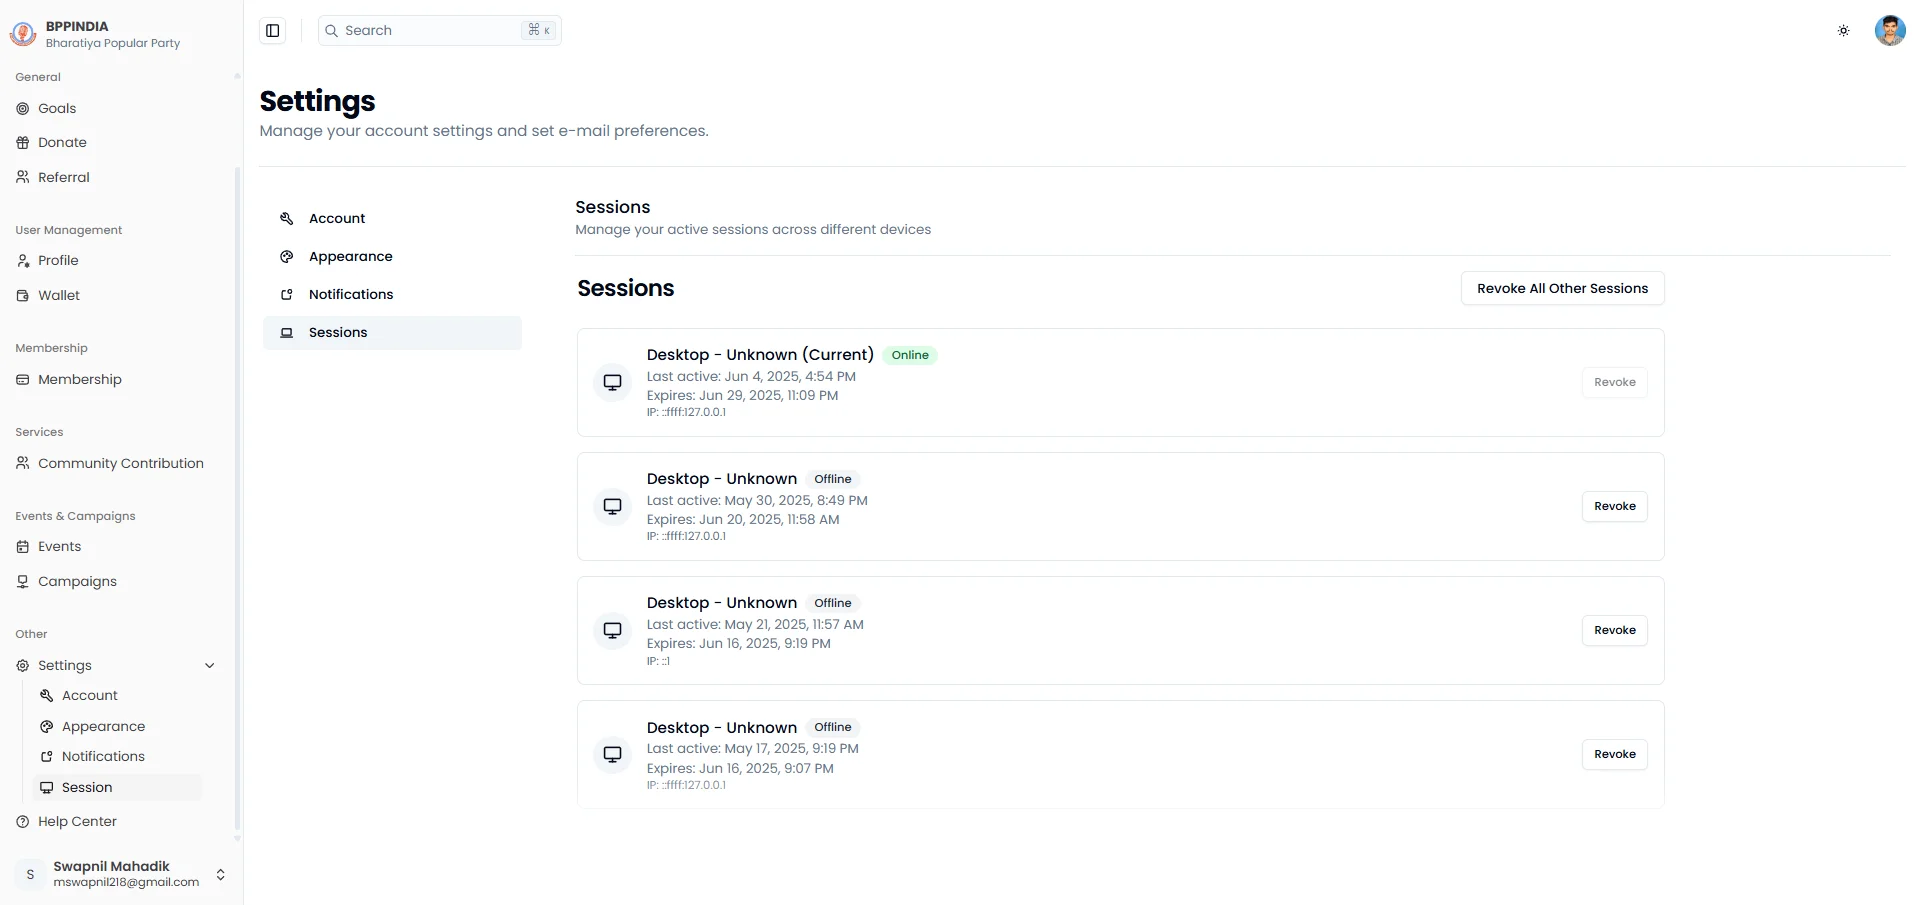 BPPINDIA
Bharatiya Popular Party
General
Goals
Donate
Referral
User Management
Profile
Wallet
Membership
Membership
Services
Community Contribution
Events & Campaigns
Events
Campaigns
Other
Settings
Account
Appearance
Notifications
Session
Help Center
S
Swapnil Mahadik
mswapnil218@gmail.com
Search
⌘ K
Settings
Manage your account settings and set e-mail preferences.
Account
Appearance
Notifications
Sessions
Sessions
Manage your active sessions across different devices
Sessions
Revoke All Other Sessions
Desktop - Unknown (Current) Online
Last active: Jun 4, 2025, 4:54 PM
Expires: Jun 29, 2025, 11:09 PM
IP: ::ffff:127.0.0.1
Revoke
Desktop - Unknown Offline
Last active: May 30, 2025, 8:49 PM
Expires: Jun 20, 2025, 11:58 AM
IP: ::ffff:127.0.0.1
Revoke
Desktop - Unknown Offline
Last active: May 21, 2025, 11:57 AM
Expires: Jun 16, 2025, 9:19 PM
IP: ::1
Revoke
Desktop - Unknown Offline
Last active: May 17, 2025, 9:19 PM
Expires: Jun 16, 2025, 9:07 PM
IP: ::ffff:127.0.0.1
Revoke